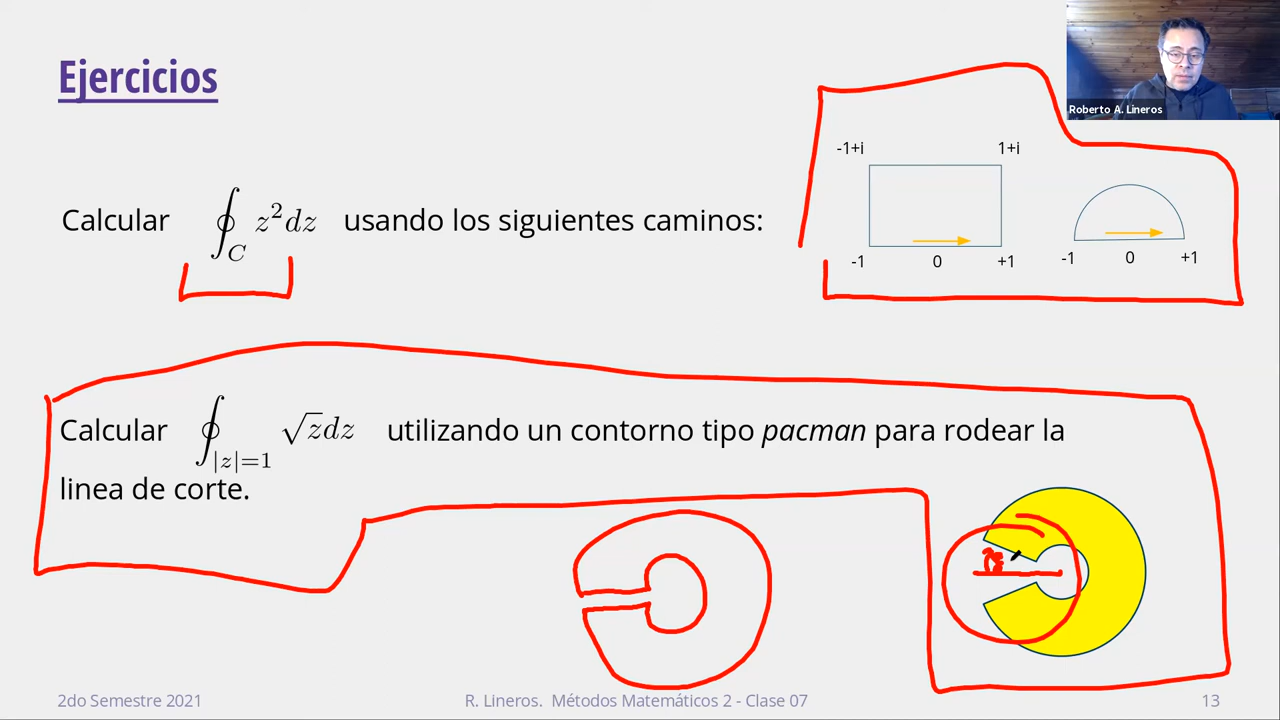 Ejercicios
Roberto A. Lineros
Calcular ∮_C z²dz usando los siguientes caminos:
-1+i 1+i
-1 0 +1 -1 0 +1
Calcular ∮_{|z|=1} √z dz utilizando un contorno tipo pacman para rodear la
linea de corte.
2do Semestre 2021 R. Lineros. Métodos Matemáticos 2 - Clase 07 13